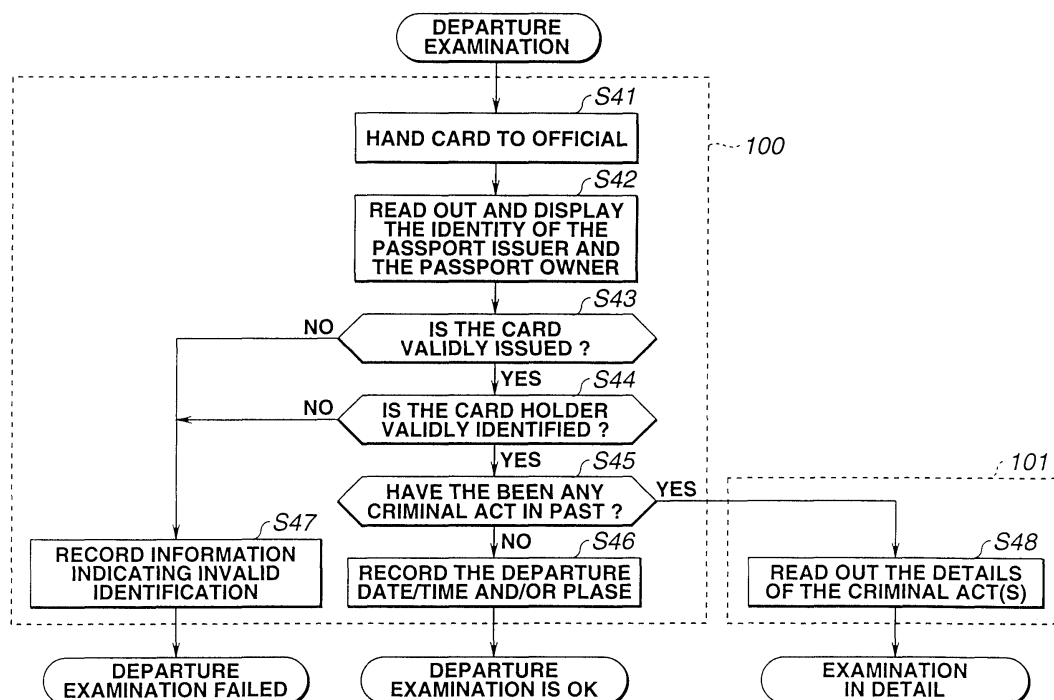 DEPARTURE
EXAMINATION
S41
HAND CARD TO OFFICIAL
100
S42
READ OUT AND DISPLAY
THE IDENTITY OF THE
PASSPORT ISSUER AND
THE PASSPORT OWNER
S43
NO
IS THE CARD
VALIDLY ISSUED ?
YES
S44
NO
IS THE CARD HOLDER
VALIDLY IDENTIFIED ?
YES
S45
101
HAVE THE BEEN ANY
CRIMINAL ACT IN PAST ?
YES
S47
NO
S46
S48
RECORD INFORMATION
INDICATING INVALID
IDENTIFICATION
RECORD THE DEPARTURE
DATE/TIME AND/OR PLASE
READ OUT THE DETAILS
OF THE CRIMINAL ACT(S)
DEPARTURE
EXAMINATION FAILED
DEPARTURE
EXAMINATION IS OK
EXAMINATION
IN DETAIL